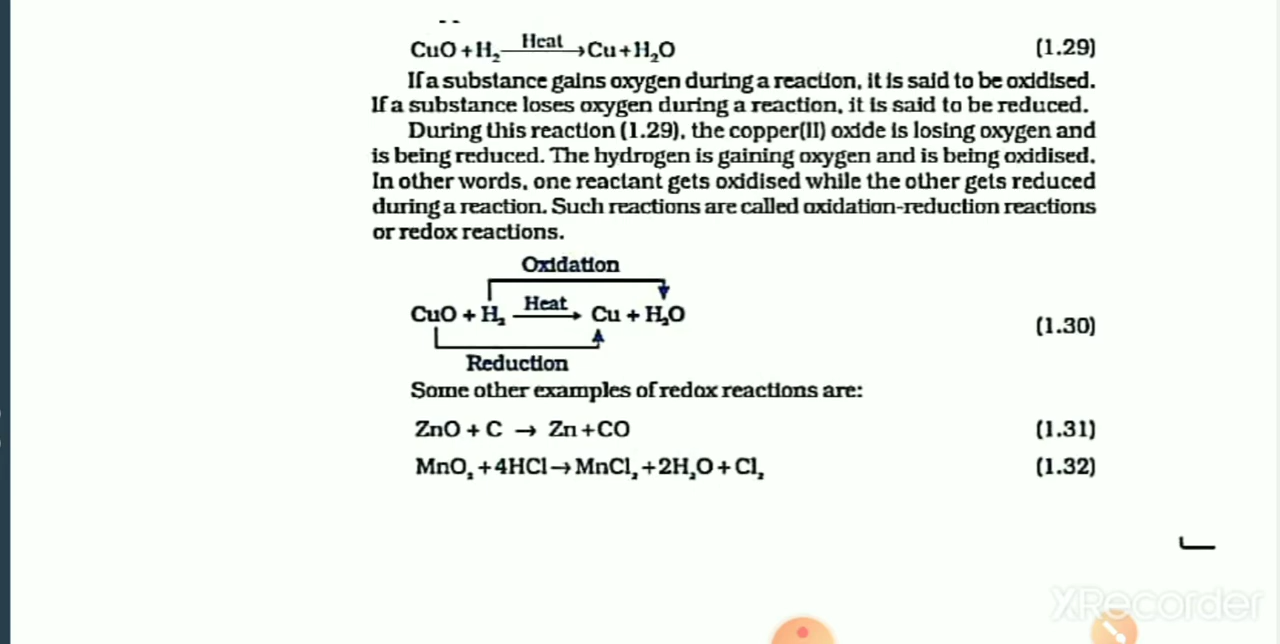 CuO + H₂ —Heat→ Cu + H₂O (1.29)
If a substance gains oxygen during a reaction, it is said to be oxidised.
If a substance loses oxygen during a reaction, it is said to be reduced.
During this reaction (1.29), the copper(II) oxide is losing oxygen and
is being reduced. The hydrogen is gaining oxygen and is being oxidised.
In other words, one reactant gets oxidised while the other gets reduced
during a reaction. Such reactions are called oxidation-reduction reactions
or redox reactions.
Oxidation
CuO + H₂ —Heat→ Cu + H₂O (1.30)
Reduction
Some other examples of redox reactions are:
ZnO + C → Zn + CO (1.31)
MnO₂ + 4HCl → MnCl₂ + 2H₂O + Cl₂ (1.32)
XRecorder